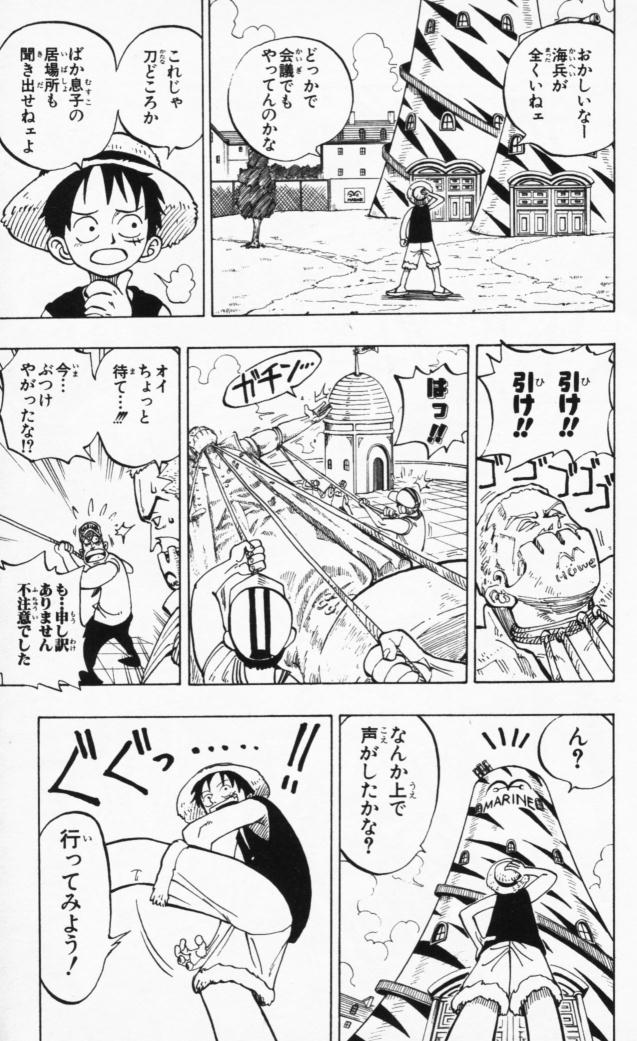 おかしいなー
海兵が
全くいねェ
どっかで
会議でも
やってんのかな
MARINE
これじゃ
刀どころか
ばか息子の
居場所も
聞き出せねェよ
引け!!
引け!!
ゴゴゴゴゴ
はっ!!
ガチン…
オイ
ちょっと
待て…!!!
今…
ぶつけ
やがったな!?
も…申し訳
ありません
不注意でした
ん?
MARINE
なんか上で
声がしたかな?
!!
ぐぐっ……
行ってみよう!